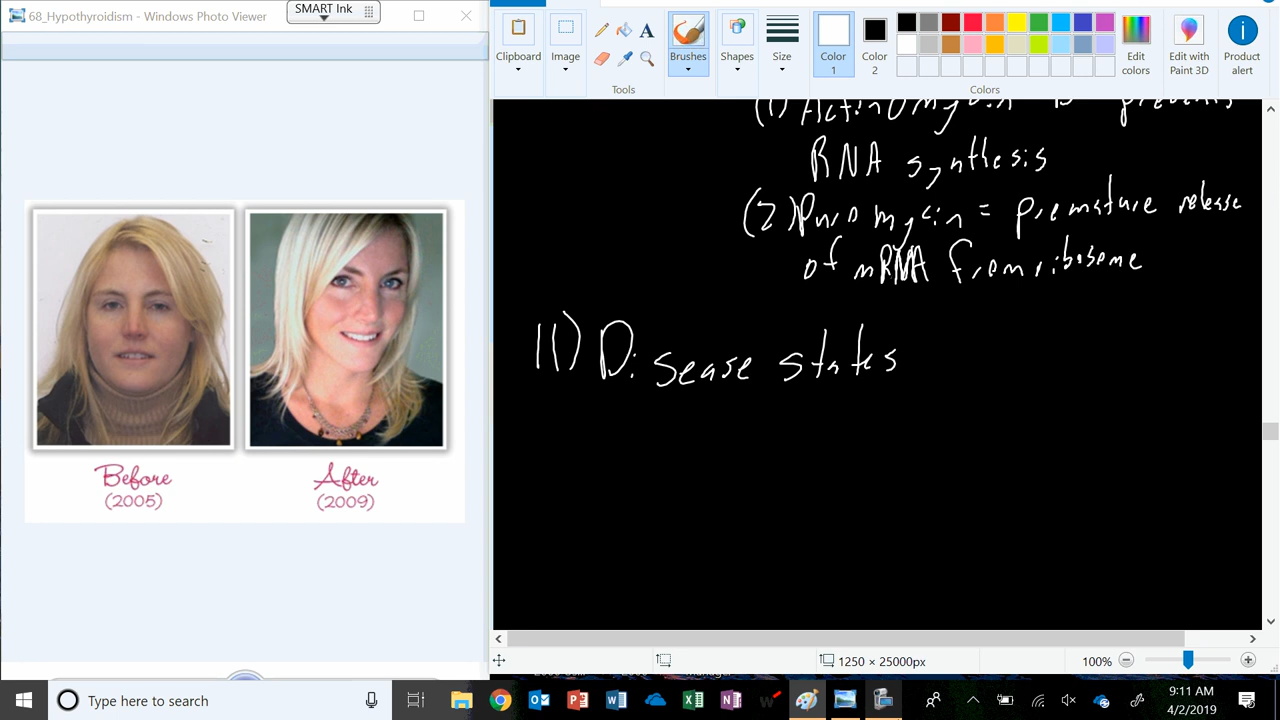 68_Hypothyroidism - Windows Photo Viewer
SMART Ink
Before
(2005)
After
(2009)
Clipboard
Image
Tools
Brushes
Shapes
Size
Color
1
Color
2
Colors
Edit
colors
Edit with
Paint 3D
Product
alert
RNA synthesis
(2) Puromycin = premature release
of mRNA from ribosome
11) Disease states
1250 × 25000px
100%
Type here to search
9:11 AM
4/2/2019